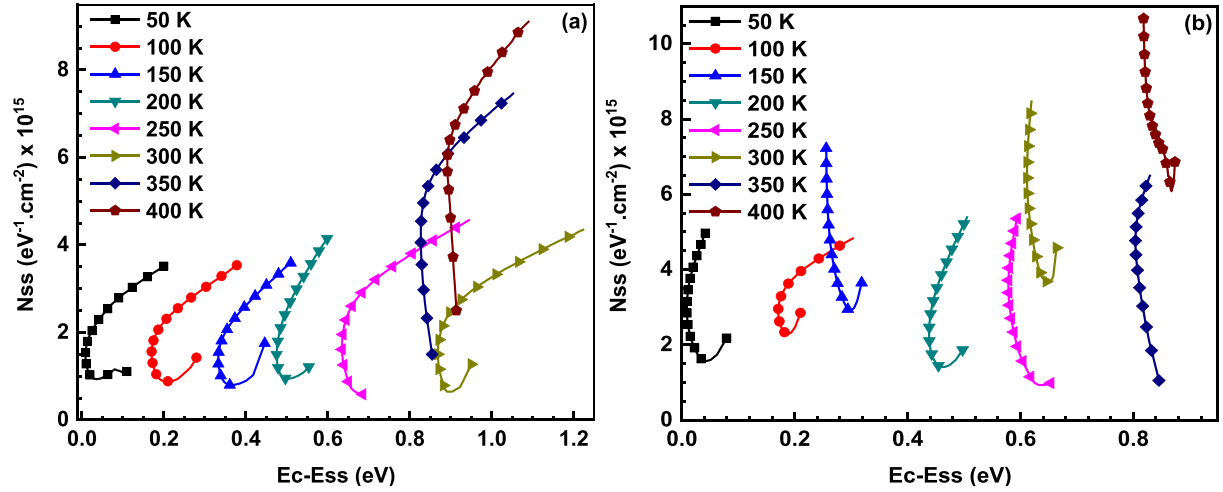 (a)
50 K
100 K
150 K
200 K
250 K
300 K
350 K
400 K
8
6
4
2
0
Nss (eV⁻¹.cm⁻²) x 10¹⁵
0.0 0.2 0.4 0.6 0.8 1.0 1.2
Ec-Ess (eV)
(b)
50 K
100 K
150 K
200 K
250 K
300 K
350 K
400 K
10
8
6
4
2
0
Nss (eV⁻¹.cm⁻²) x 10¹⁵
0.0 0.2 0.4 0.6 0.8
Ec-Ess (eV)